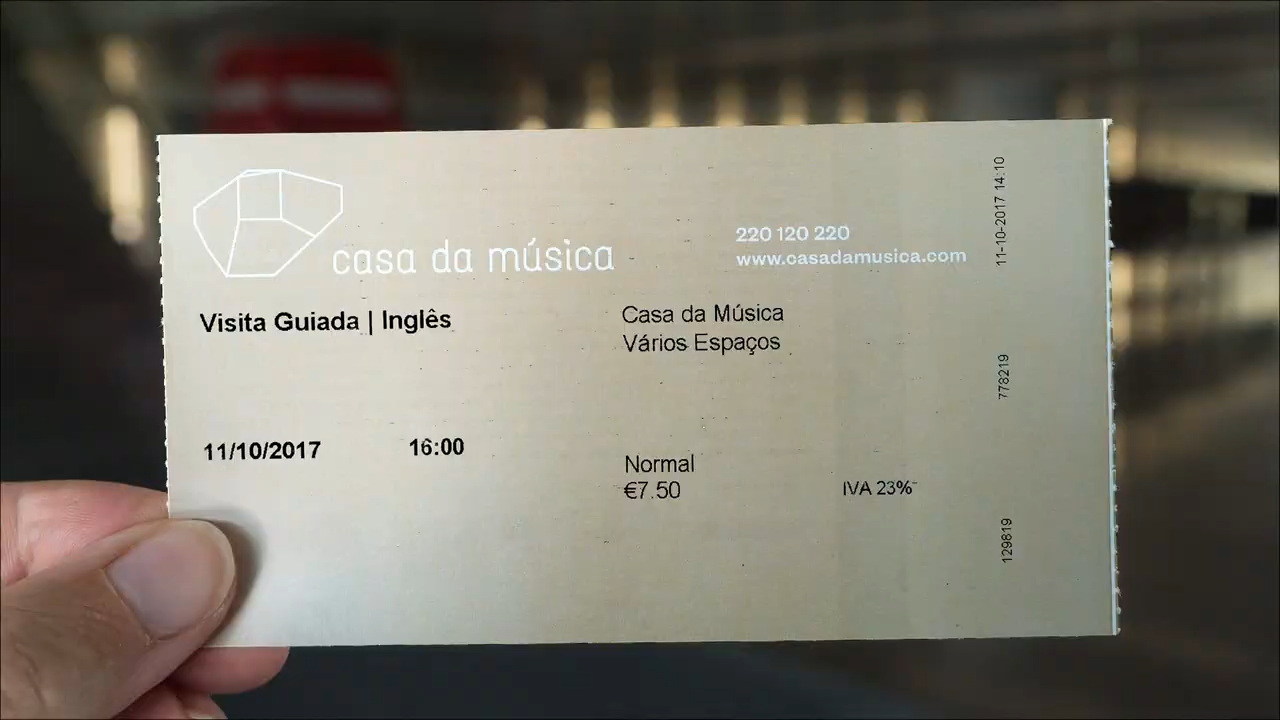 casa da música
220 120 220
www.casadamusica.com
Visita Guiada | Inglês
Casa da Música
Vários Espaços
11/10/2017 16:00
Normal
€7.50
IVA 23%
11-10-2017 14:10
778219
129819